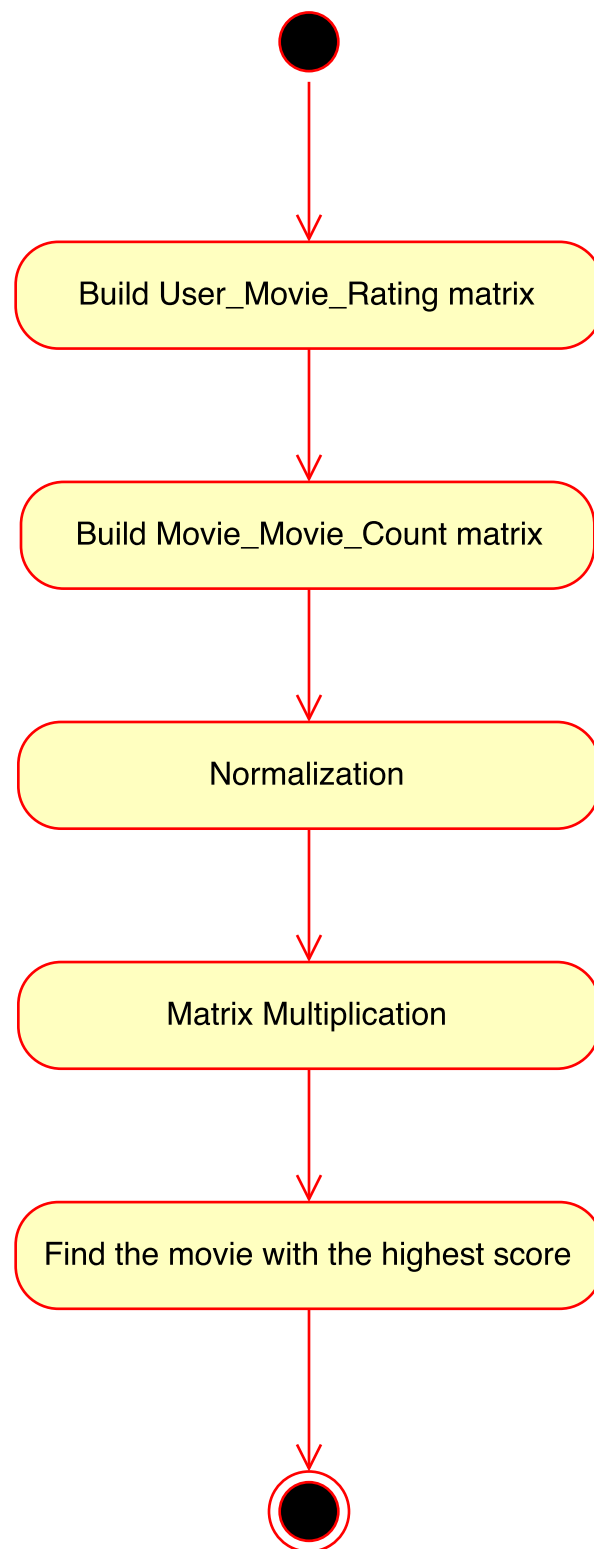 Build User_Movie_Rating matrix
Build Movie_Movie_Count matrix
Normalization
Matrix Multiplication
Find the movie with the highest score